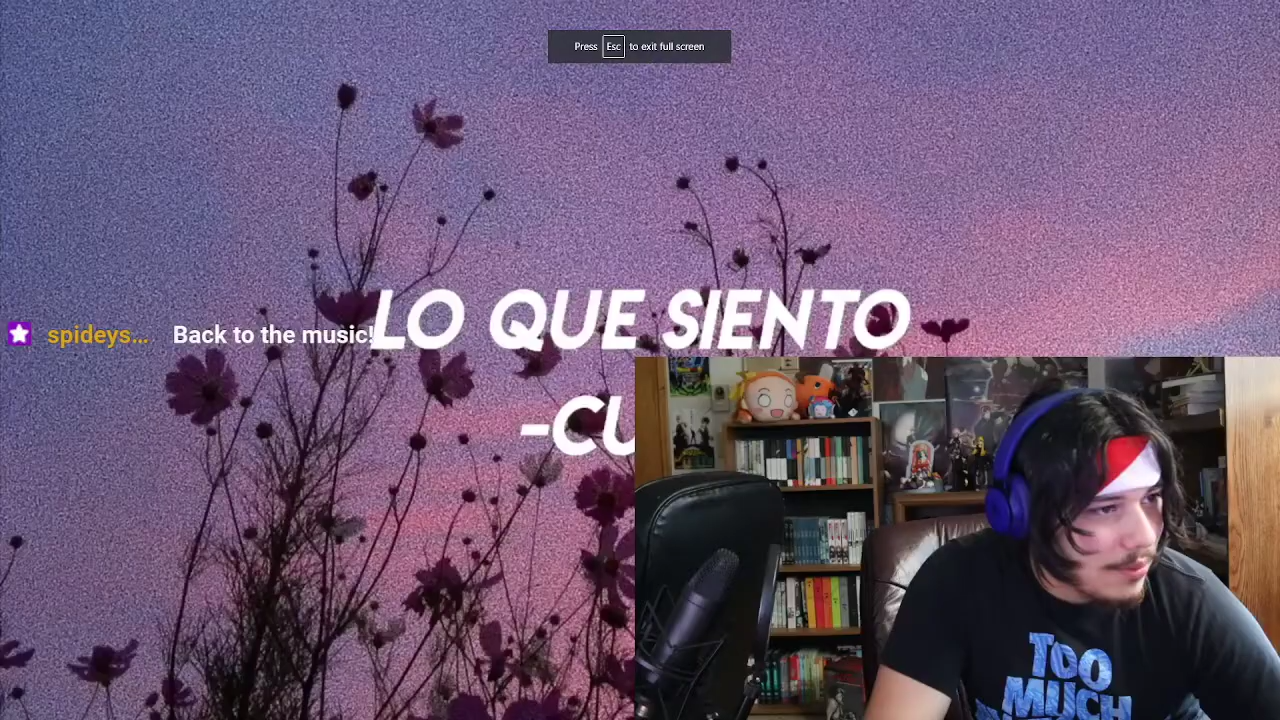 Press Esc to exit full screen
LO QUE SIENTO
spideys... Back to the music!
-CU
TOO
MUCH